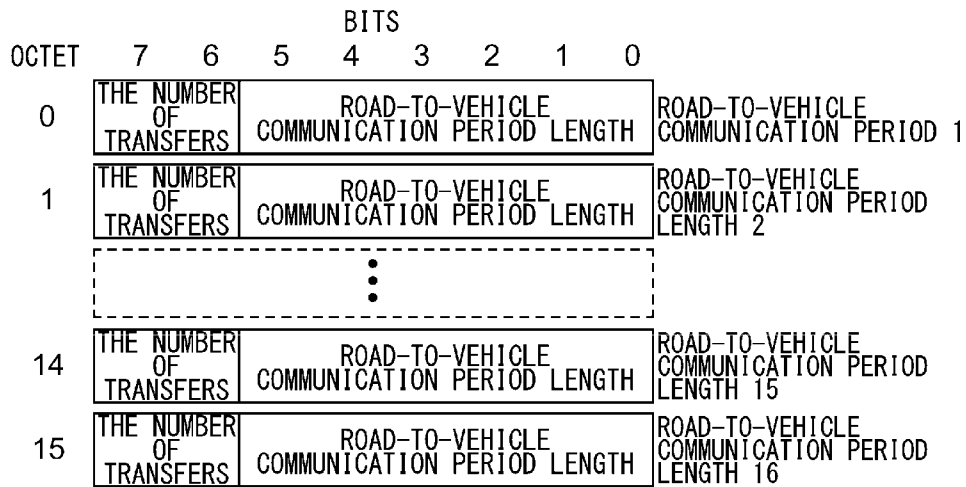 BITS
OCTET 7 6 5 4 3 2 1 0
0
THE NUMBER
OF
TRANSFERS
ROAD-TO-VEHICLE
COMMUNICATION PERIOD LENGTH
ROAD-TO-VEHICLE
COMMUNICATION PERIOD 1
1
THE NUMBER
OF
TRANSFERS
ROAD-TO-VEHICLE
COMMUNICATION PERIOD LENGTH
ROAD-TO-VEHICLE
COMMUNICATION PERIOD
LENGTH 2
14
THE NUMBER
OF
TRANSFERS
ROAD-TO-VEHICLE
COMMUNICATION PERIOD LENGTH
ROAD-TO-VEHICLE
COMMUNICATION PERIOD
LENGTH 15
15
THE NUMBER
OF
TRANSFERS
ROAD-TO-VEHICLE
COMMUNICATION PERIOD LENGTH
ROAD-TO-VEHICLE
COMMUNICATION PERIOD
LENGTH 16